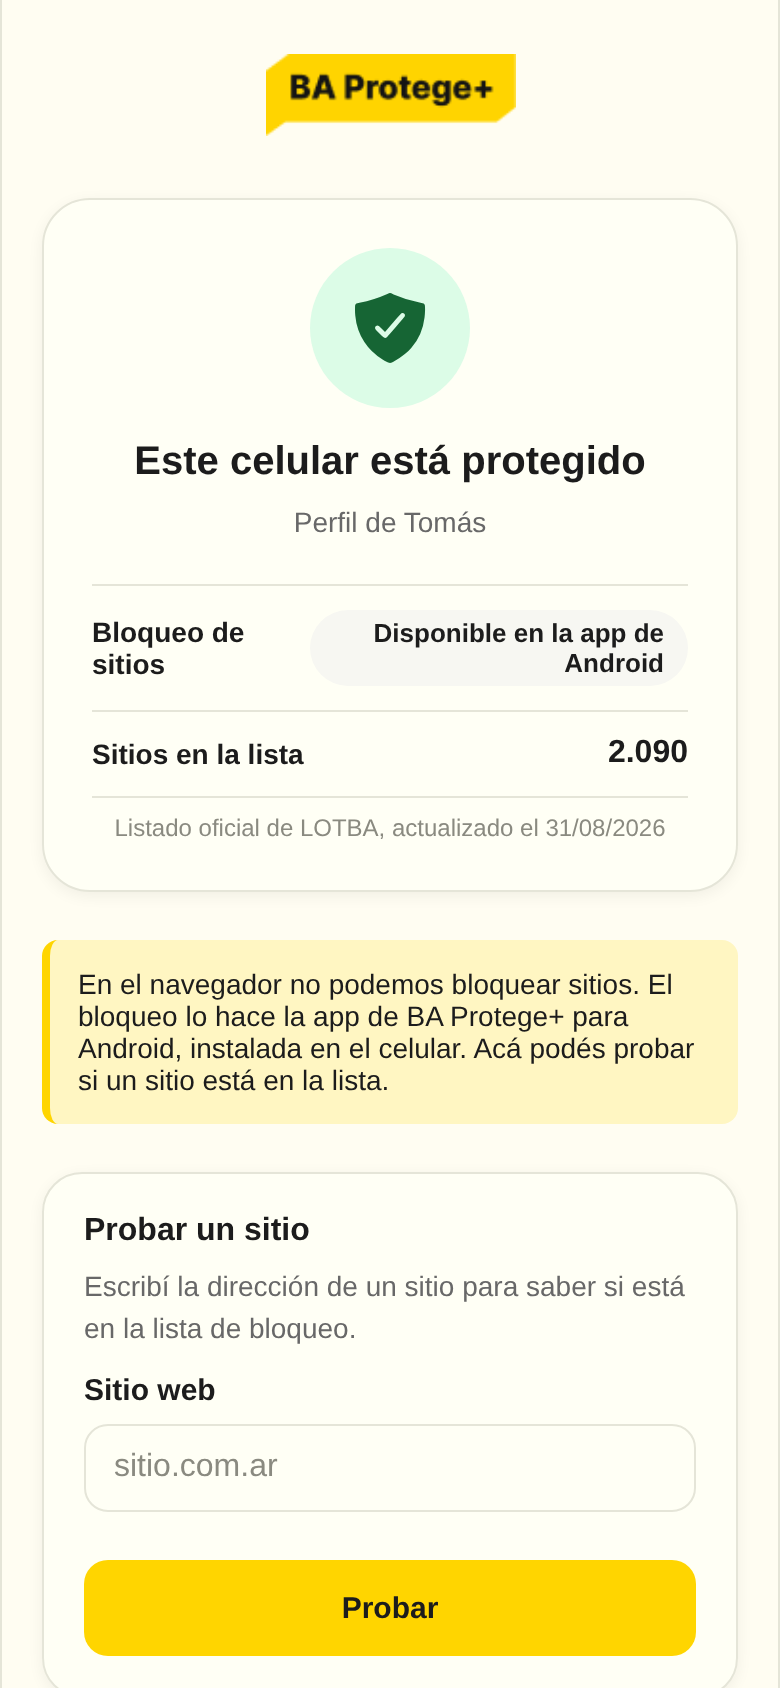 BA Protege+
Este celular está protegido
Perfil de Tomás
Bloqueo de
sitios
Disponible en la app de
Android
Sitios en la lista
2.090
Listado oficial de LOTBA, actualizado el 31/08/2026
En el navegador no podemos bloquear sitios. El
bloqueo lo hace la app de BA Protege+ para
Android, instalada en el celular. Acá podés probar
si un sitio está en la lista.
Probar un sitio
Escribí la dirección de un sitio para saber si está
en la lista de bloqueo.
Sitio web
sitio.com.ar
Probar